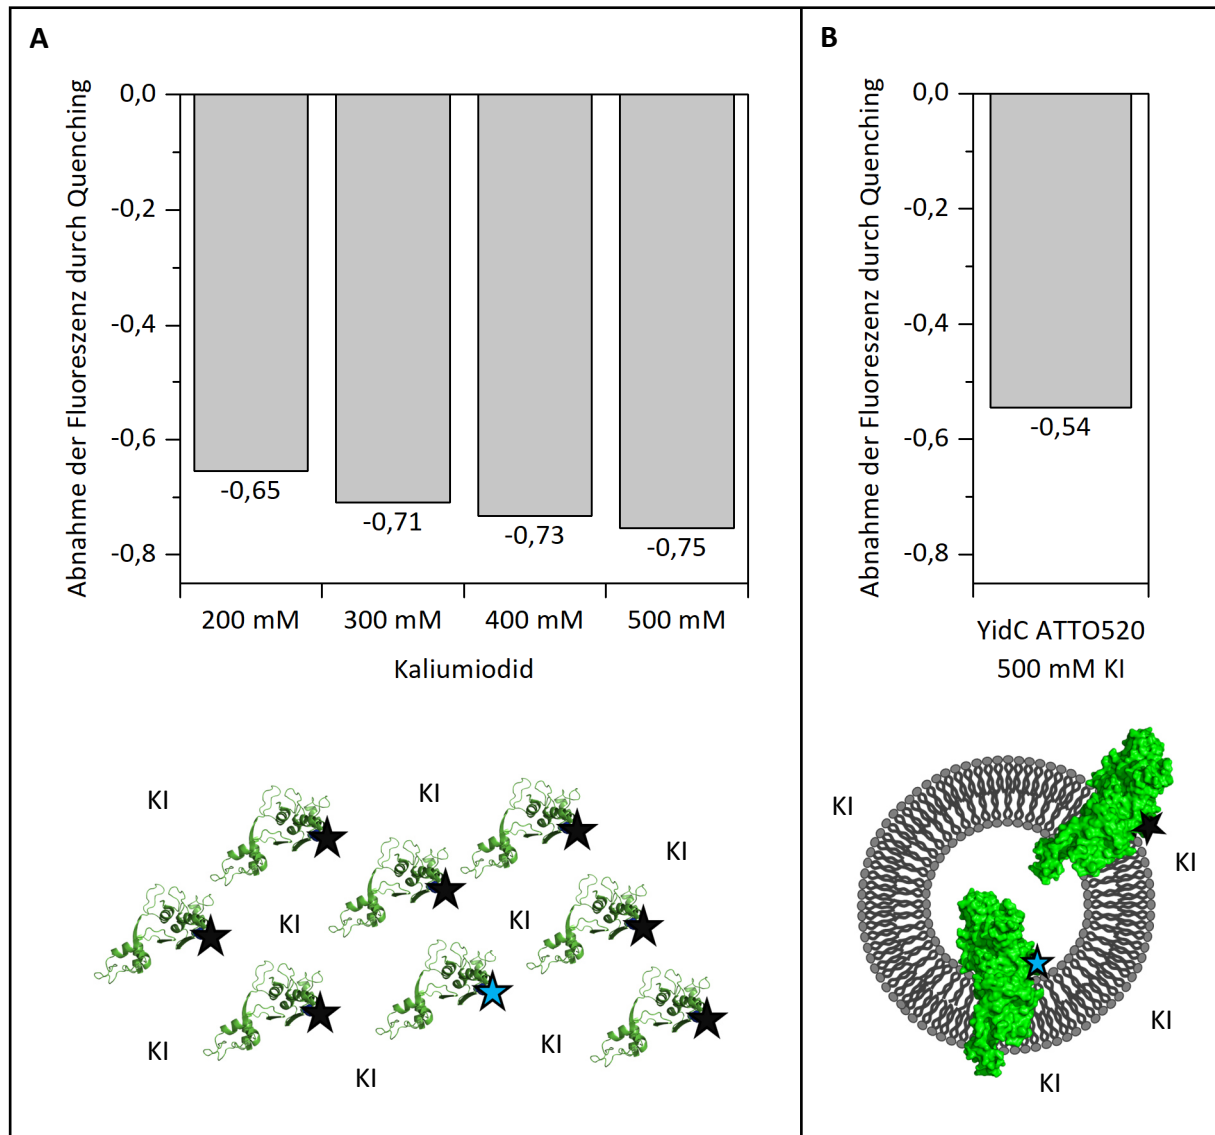 A
Abnahme der Fluoreszenz durch Quenching
0,0
-0,2
-0,4
-0,6
-0,8
-0,65
-0,71
-0,73
-0,75
200 mM 300 mM 400 mM 500 mM
Kaliumiodid
KI
KI
KI
KI
KI
KI
KI
KI
B
Abnahme der Fluoreszenz durch Quenching
0,0
-0,2
-0,4
-0,6
-0,8
-0,54
YidC ATTO520
500 mM KI
KI
KI
KI
KI